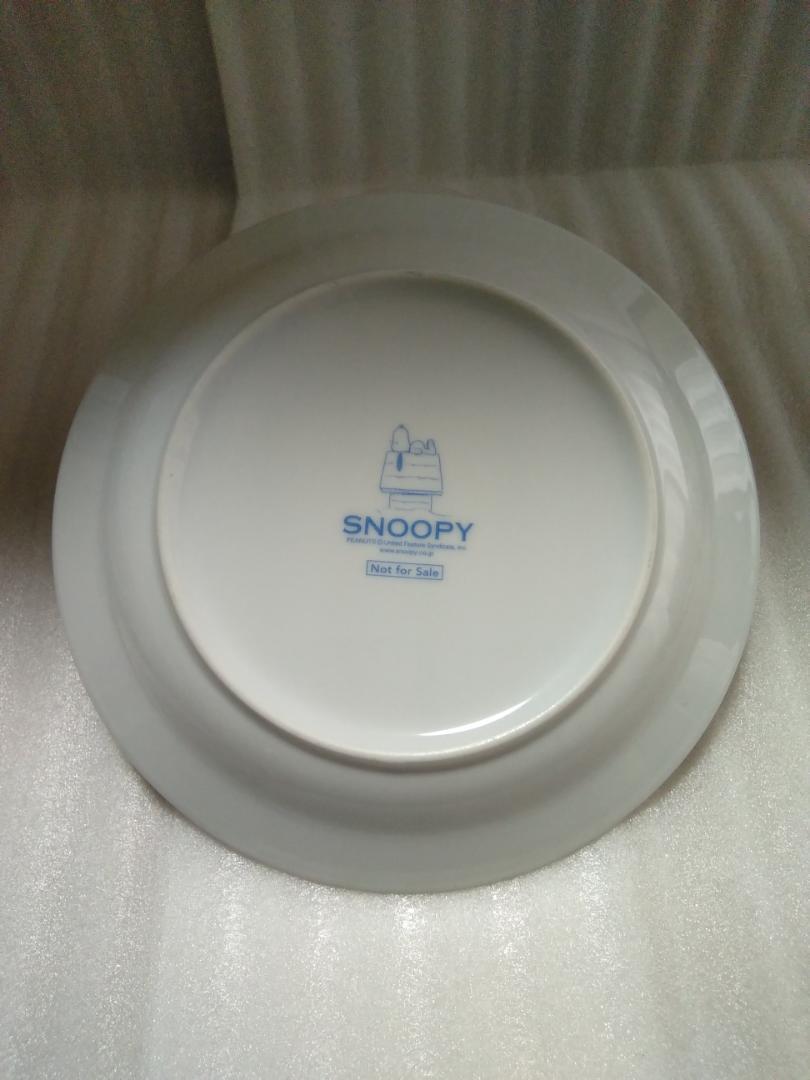 SNOOPY
PEANUTS © United Feature Syndicate, Inc.
www.snoopy.co.jp
Not for Sale